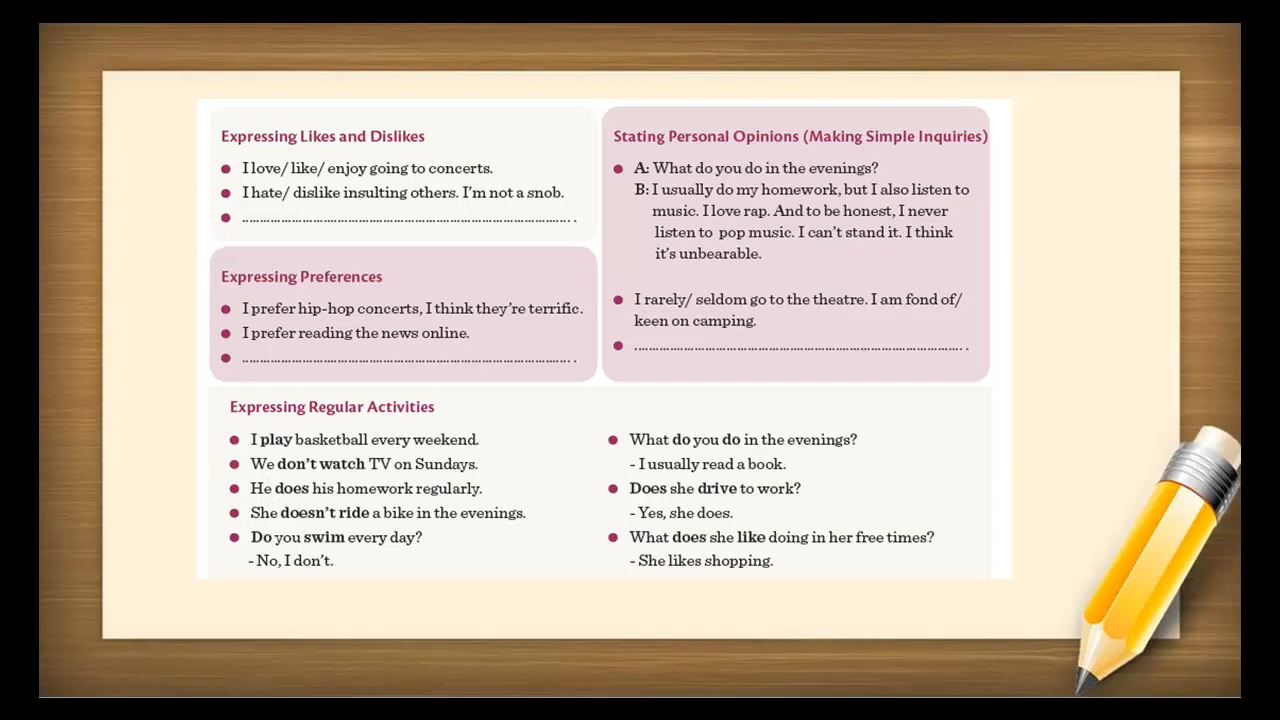 Expressing Likes and Dislikes
I love/ like/ enjoy going to concerts.
I hate/ dislike insulting others. I'm not a snob.
.......................................................................... .
Expressing Preferences
I prefer hip-hop concerts, I think they're terrific.
I prefer reading the news online.
.......................................................................... .
Stating Personal Opinions (Making Simple Inquiries)
A: What do you do in the evenings?
B: I usually do my homework, but I also listen to
music. I love rap. And to be honest, I never
listen to pop music. I can't stand it. I think
it's unbearable.
I rarely/ seldom go to the theatre. I am fond of/
keen on camping.
.......................................................................... .
Expressing Regular Activities
I play basketball every weekend.
We don't watch TV on Sundays.
He does his homework regularly.
She doesn't ride a bike in the evenings.
Do you swim every day?
- No, I don't.
What do you do in the evenings?
- I usually read a book.
Does she drive to work?
- Yes, she does.
What does she like doing in her free times?
- She likes shopping.